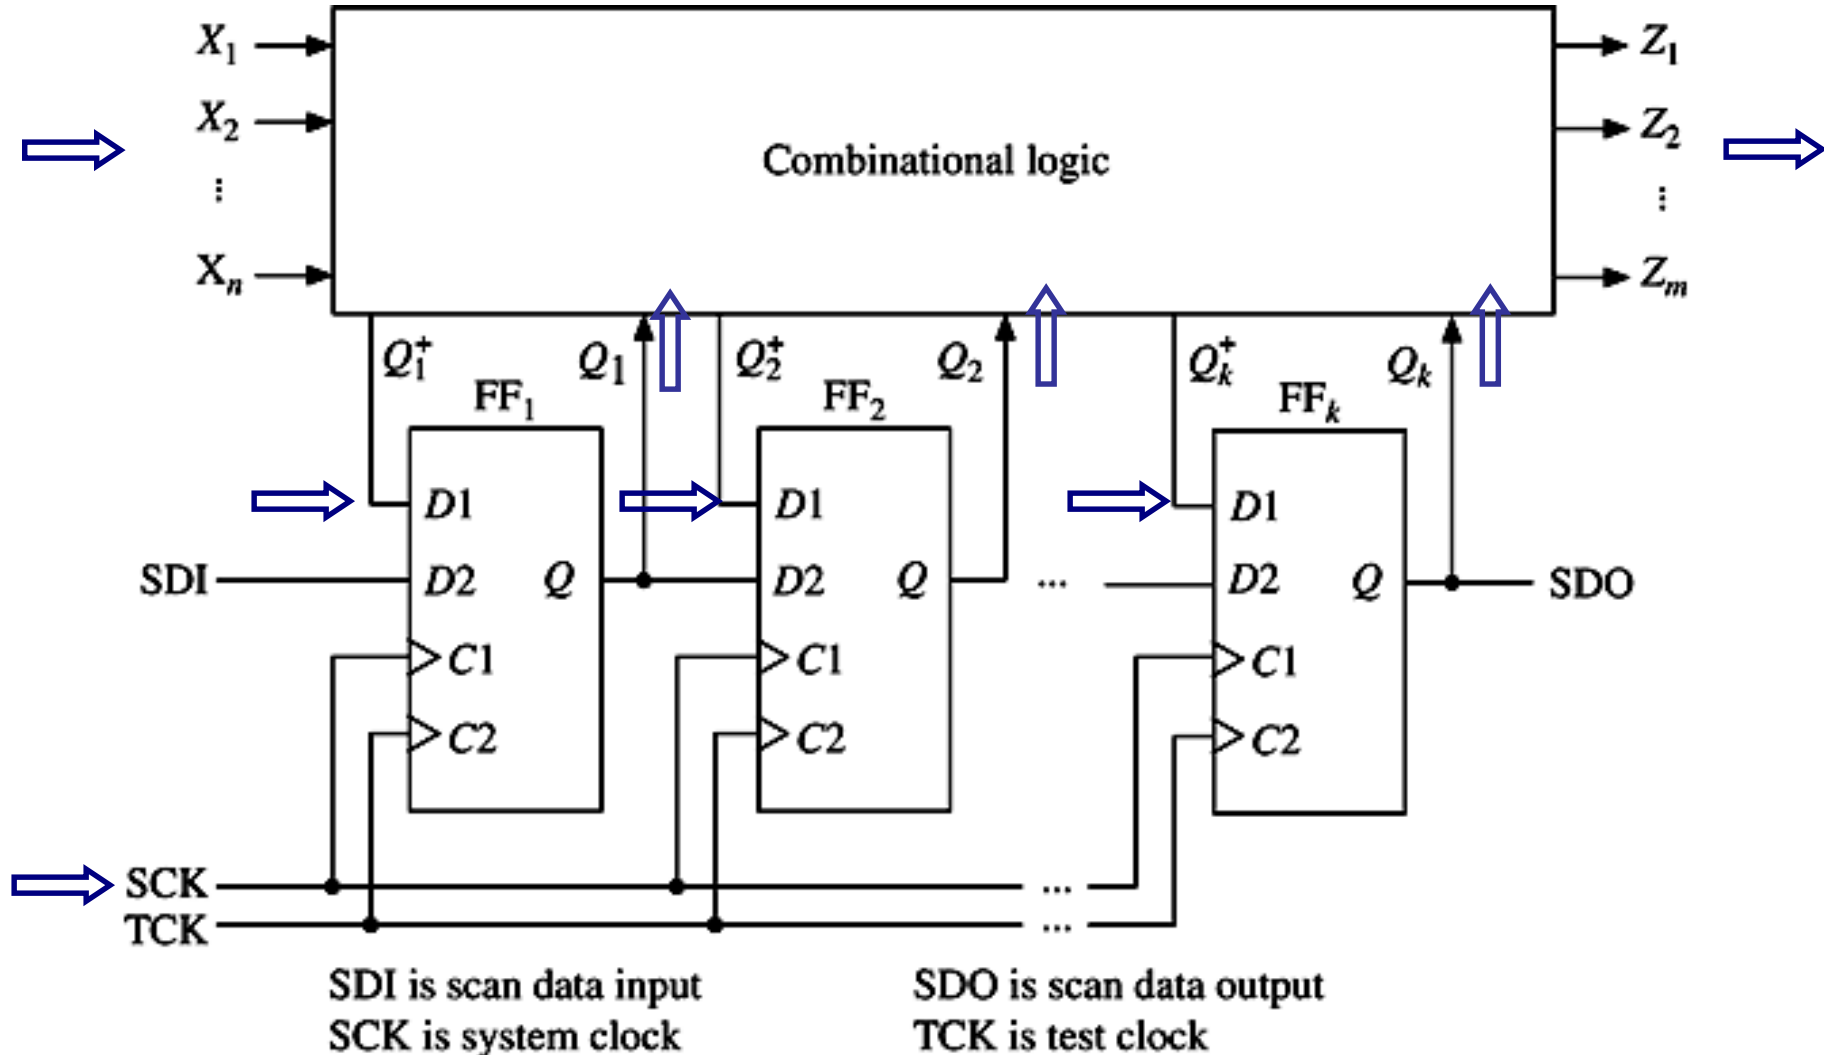 X1
Z1
X2
Z2
⋮
⋮
Combinational logic
Xn
Zm
Q1+
Q1
Q2+
Q2
Qk+
Qk
FF1
FF2
FFk
D1
D1
D1
SDI
D2
Q
D2
Q
...
D2
Q
SDO
C1
C1
C1
C2
C2
C2
SCK
...
TCK
...
SDI is scan data input
SDO is scan data output
SCK is system clock
TCK is test clock